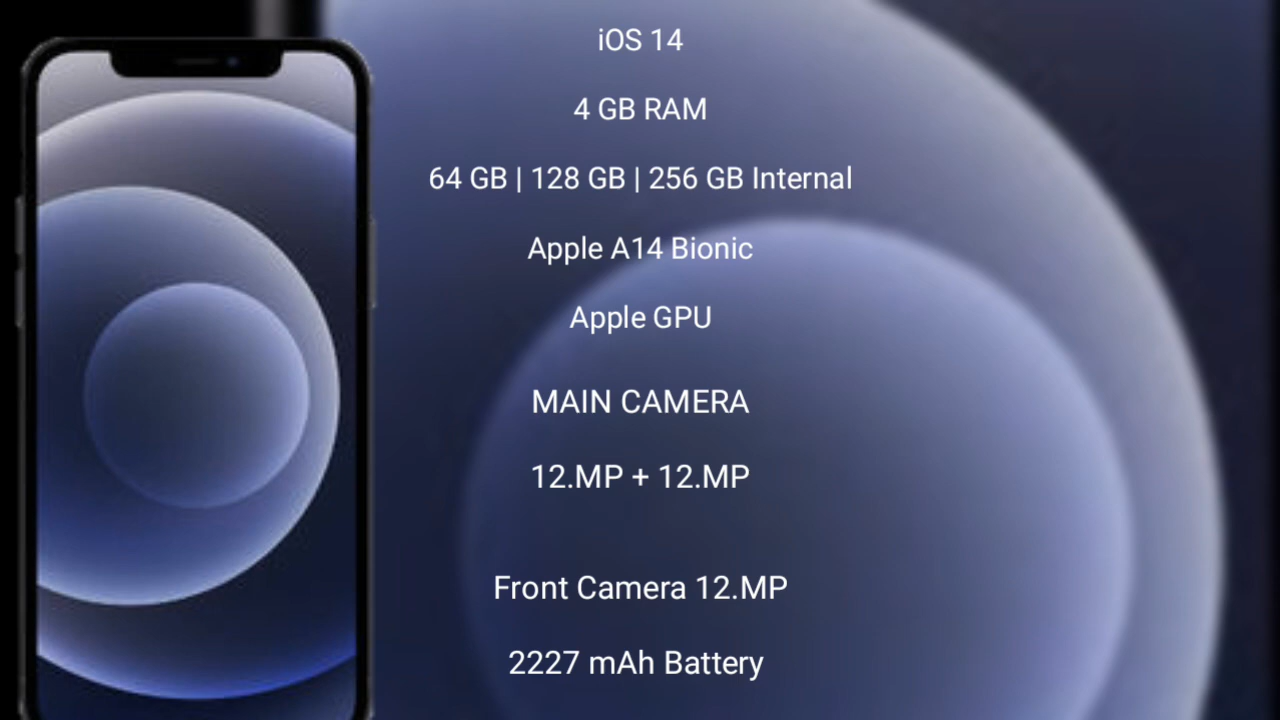 iOS 14
4 GB RAM
64 GB | 128 GB | 256 GB Internal
Apple A14 Bionic
Apple GPU
MAIN CAMERA
12.MP + 12.MP
Front Camera 12.MP
2227 mAh Battery